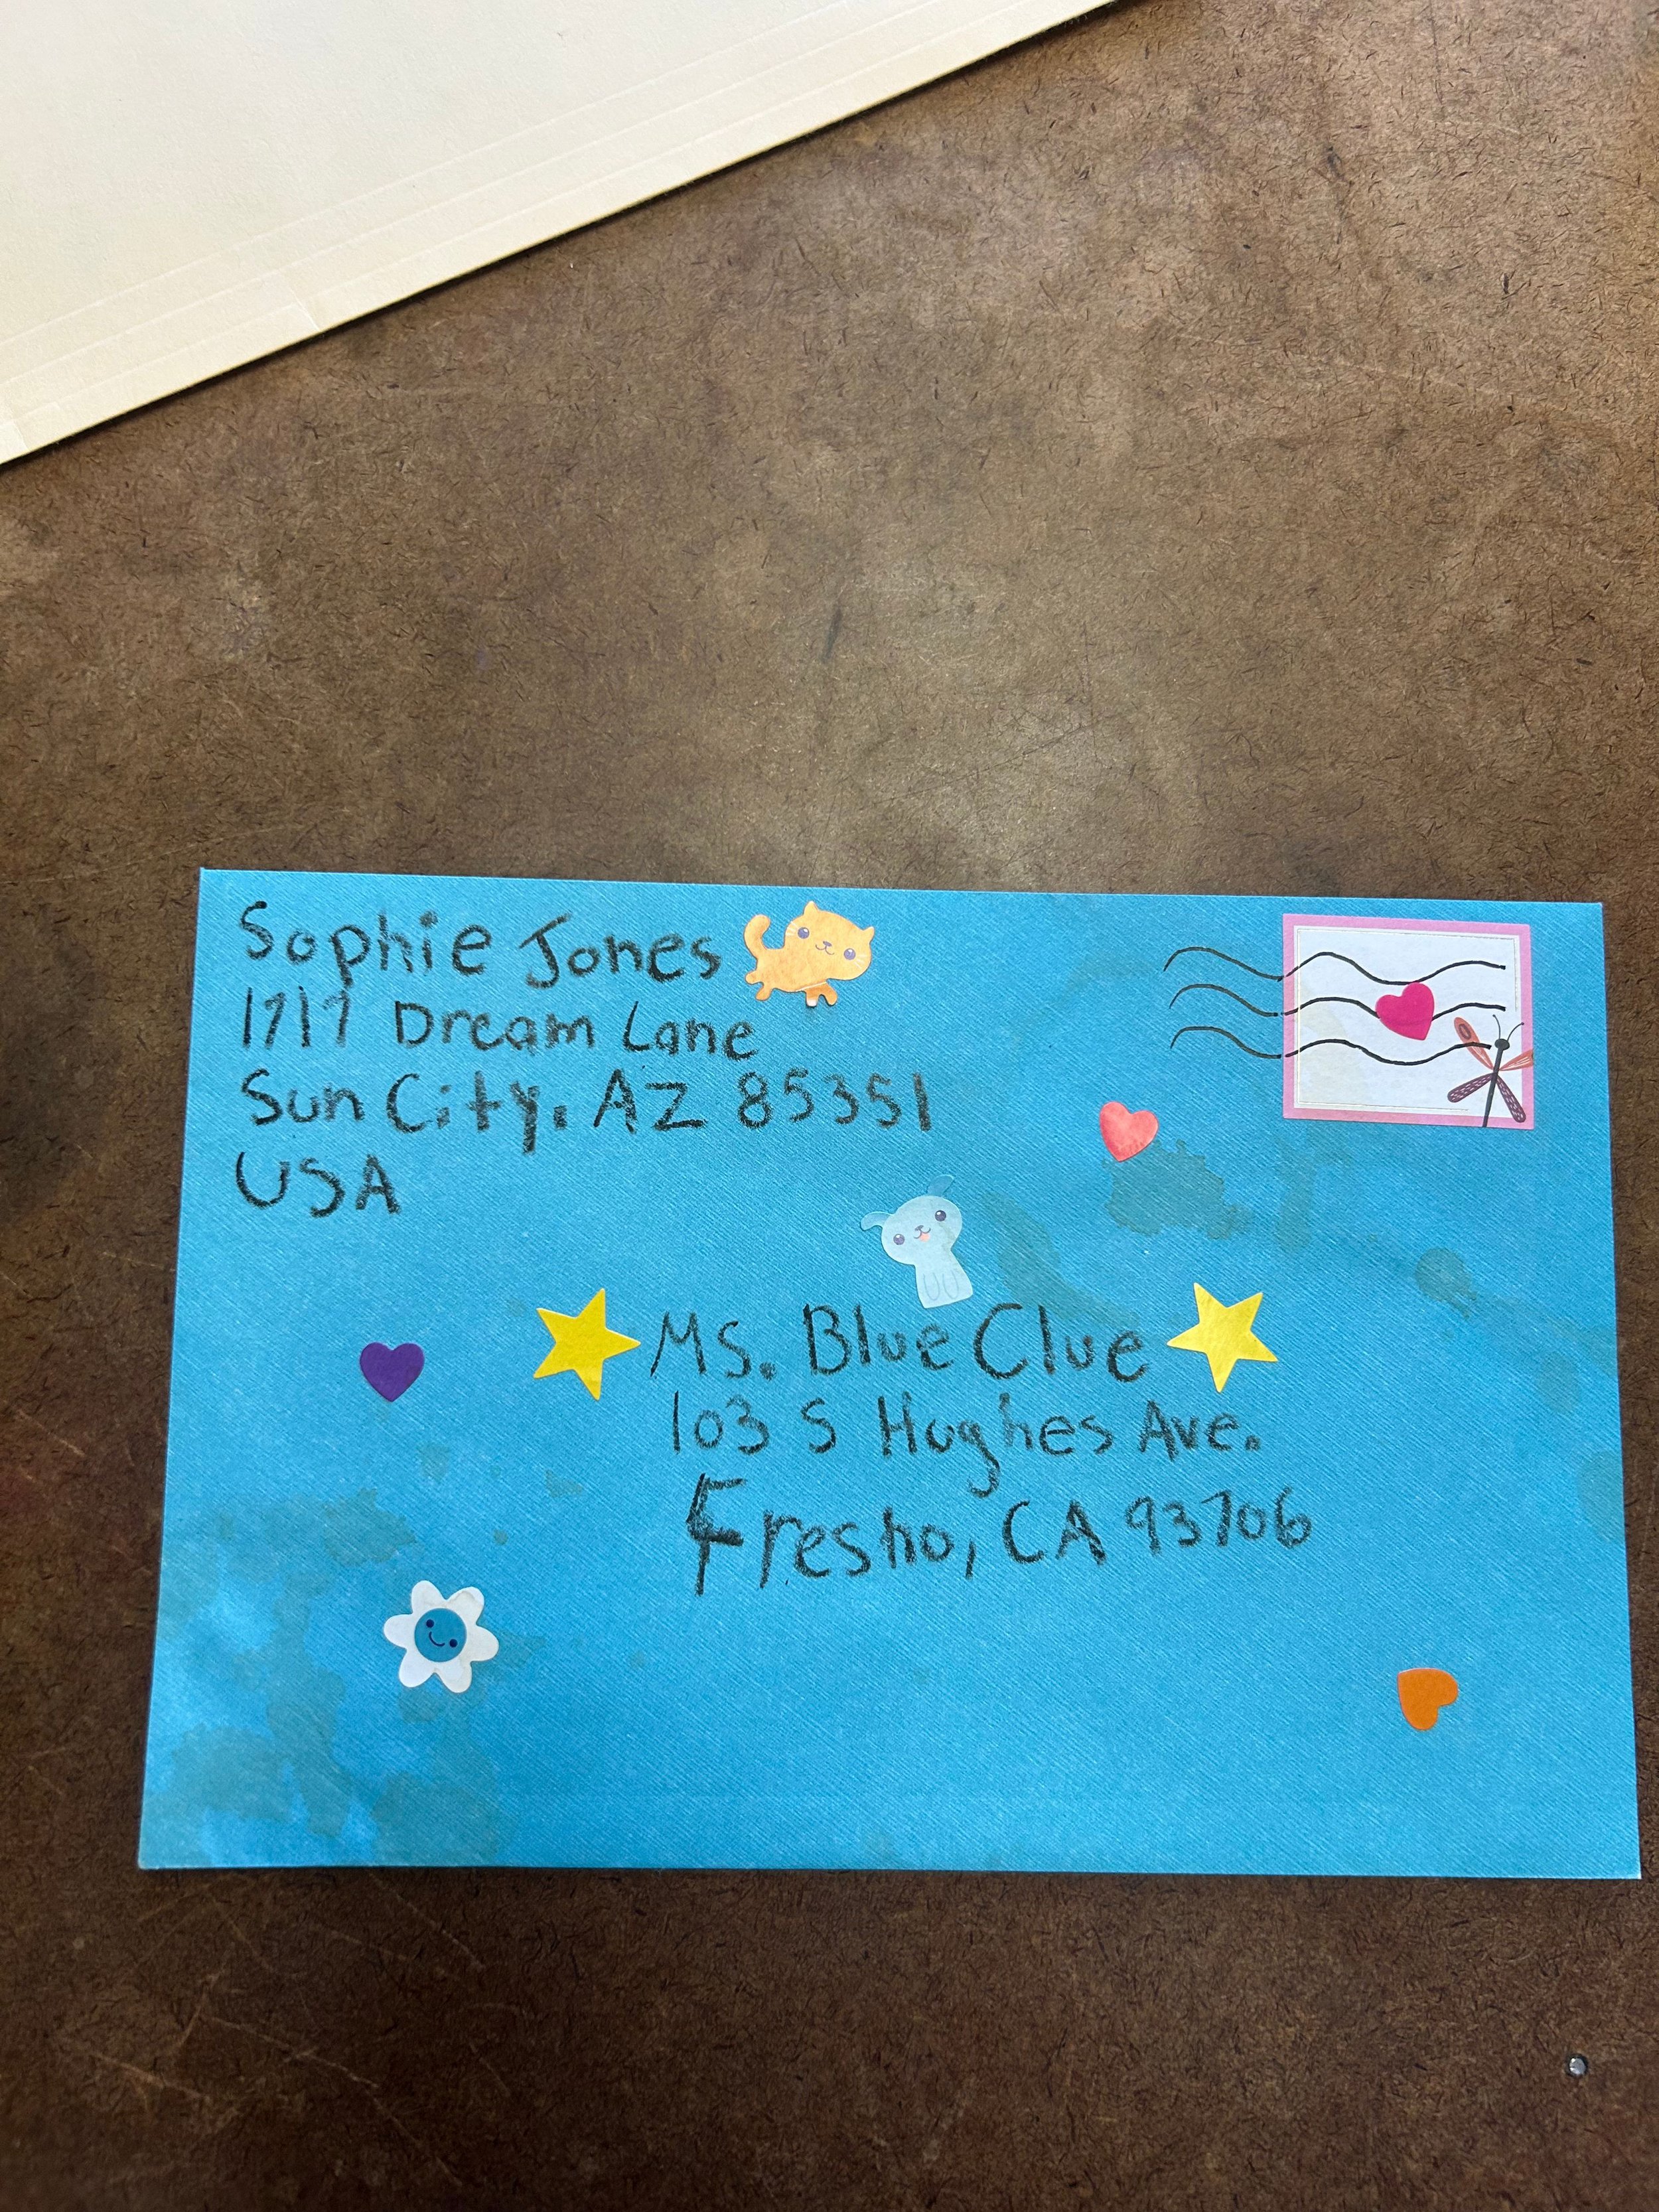 Sophie Jones
1717 Dream Lane
Sun City, AZ 85351
USA
Ms. Blue Clue
103 S Hughes Ave.
Fresno, CA 93706